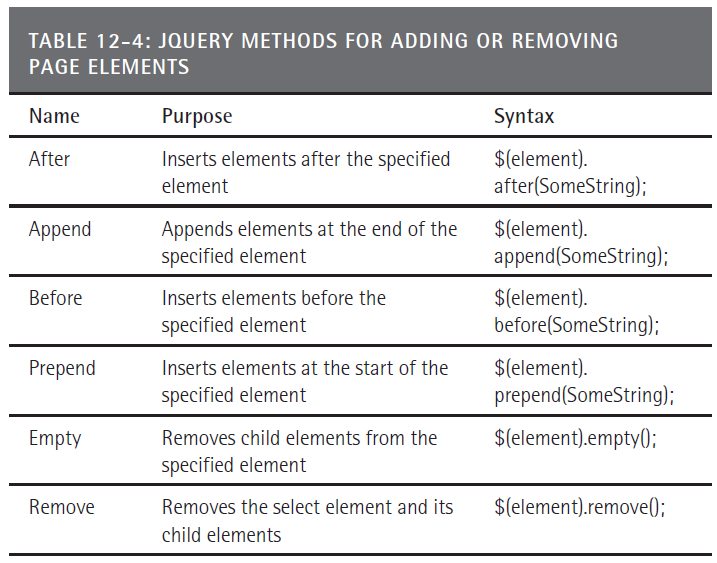 TABLE 12-4: JQUERY METHODS FOR ADDING OR REMOVING
PAGE ELEMENTS
Name Purpose Syntax
After Inserts elements after the specified $(element).
element after(SomeString);
Append Appends elements at the end of the $(element).
specified element append(SomeString);
Before Inserts elements before the $(element).
specified element before(SomeString);
Prepend Inserts elements at the start of the $(element).
specified element prepend(SomeString);
Empty Removes child elements from the $(element).empty();
specified element
Remove Removes the select element and its $(element).remove();
child elements